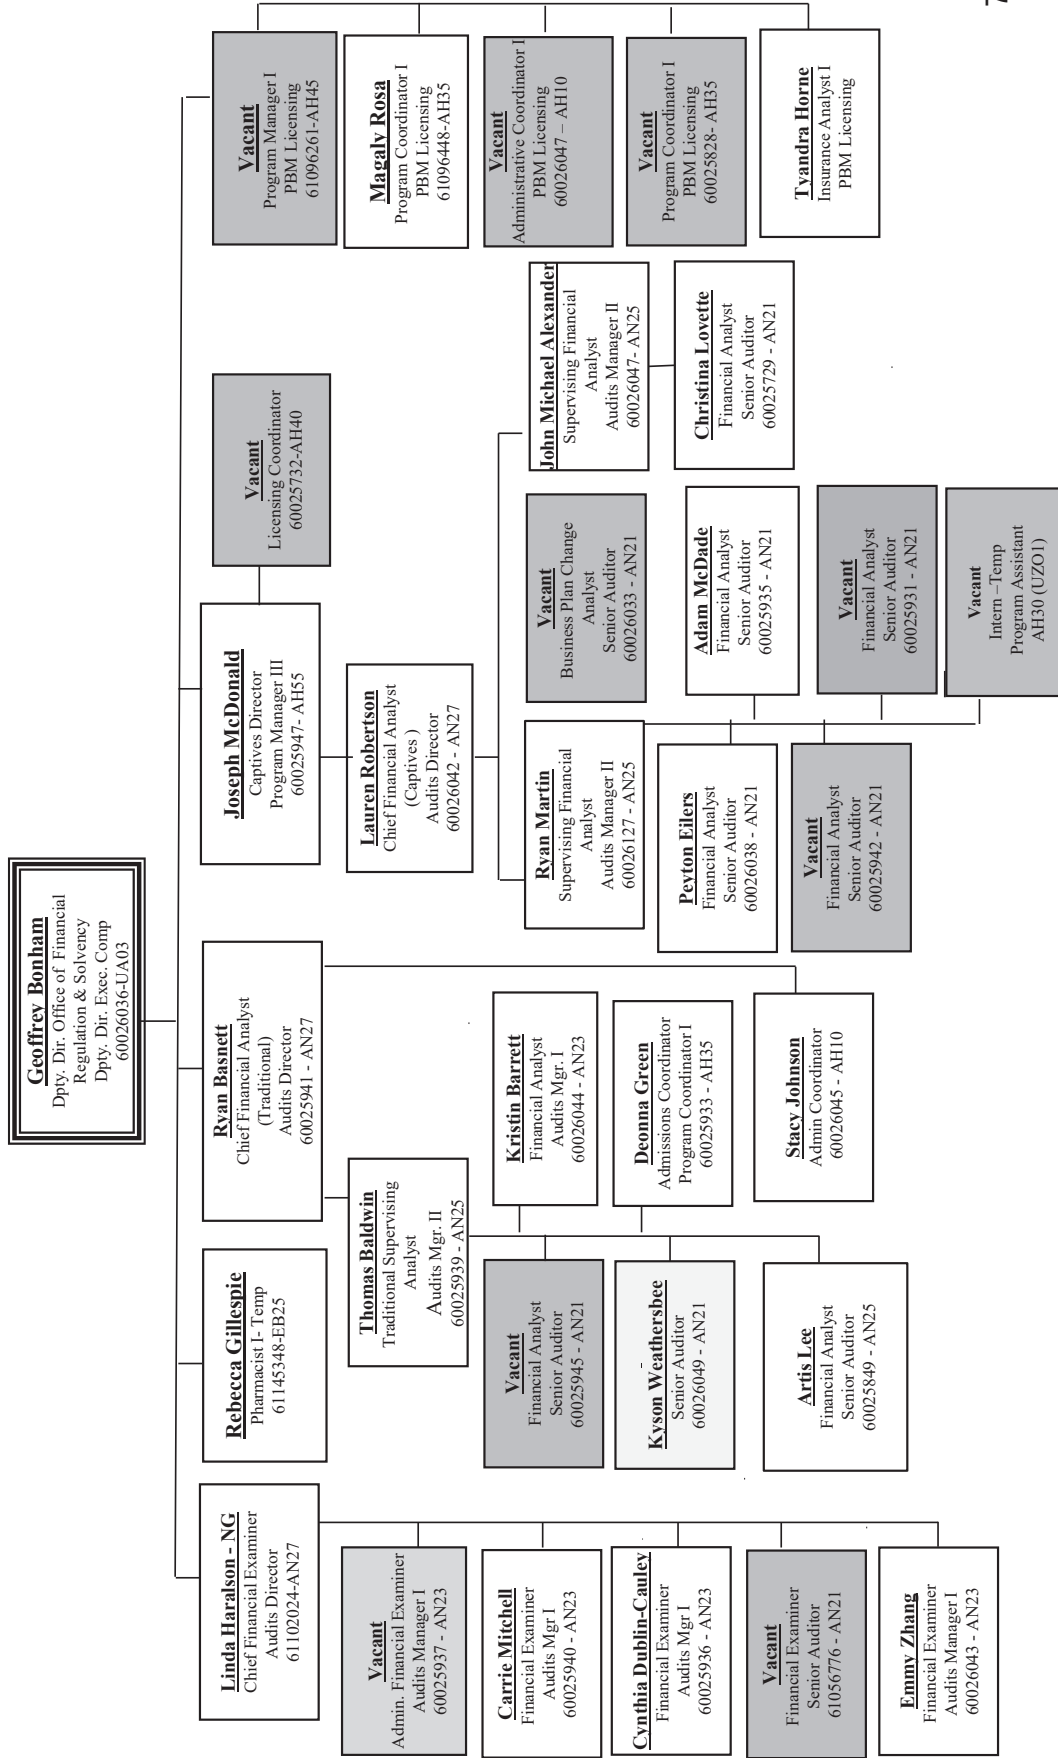 Geoffrey Bonham
Dpty. Dir. Office of Financial
Regulation & Solvency
Dpty. Dir. Exec. Comp
60026036-UA03
Linda Haralson - NG
Chief Financial Examiner
Audits Director
61102024-AN27
Rebecca Gillespie
Pharmacist I- Temp
61145348-EB25
Ryan Basnett
Chief Financial Analyst
(Traditional)
Audits Director
60025941 - AN27
Joseph McDonald
Captives Director
Program Manager III
60025947- AH55
Vacant
Licensing Coordinator
60025732-AH40
Vacant
Program Manager I
PBM Licensing
61096261-AH45
Vacant
Admin. Financial Examiner
Audits Manager I
60025937 - AN23
Carrie Mitchell
Financial Examiner
Audits Mgr I
60025940 - AN23
Cynthia Dublin-Cauley
Financial Examiner
Audits Mgr I
60025936 - AN23
Vacant
Financial Examiner
Senior Auditor
61056776 - AN21
Emmy Zhang
Financial Examiner
Audits Manager I
60026043 - AN23
Thomas Baldwin
Traditional Supervising
Analyst
Audits Mgr. II
60025939 - AN25
Vacant
Financial Analyst
Senior Auditor
60025945 - AN21
Kyson Weathersbee
Senior Auditor
60026049 - AN21
Artis Lee
Financial Analyst
Senior Auditor
60025849 - AN25
Kristin Barrett
Financial Analyst
Audits Mgr. I
60026044 - AN23
Deonna Green
Admissions Coordinator
Program Coordinator I
60025933 - AH35
Stacy Johnson
Admin Coordinator
60026045 - AH10
Lauren Robertson
Chief Financial Analyst
(Captives )
Audits Director
60026042 - AN27
Ryan Martin
Supervising Financial
Analyst
Audits Manager II
60026127 - AN25
Peyton Eilers
Financial Analyst
Senior Auditor
60026038 - AN21
Vacant
Financial Analyst
Senior Auditor
60025942 - AN21
Vacant
Business Plan Change
Analyst
Senior Auditor
60026033 - AN21
Adam McDade
Financial Analyst
Senior Auditor
60025935 - AN21
Vacant
Financial Analyst
Senior Auditor
60025931 - AN21
Vacant
Intern –Temp
Program Assistant
AH30 (UZO1)
John Michael Alexander
Supervising Financial
Analyst
Audits Manager II
60026047- AN25
Christina Lovette
Financial Analyst
Senior Auditor
60025729 - AN21
Magaly Rosa
Program Coordinator I
PBM Licensing
61096448-AH35
Vacant
Administrative Coordinator I
PBM Licensing
60026047 – AH10
Vacant
Program Coordinator I
PBM Licensing
60025828- AH35
Tyandra Horne
Insurance Analyst I
PBM Licensing